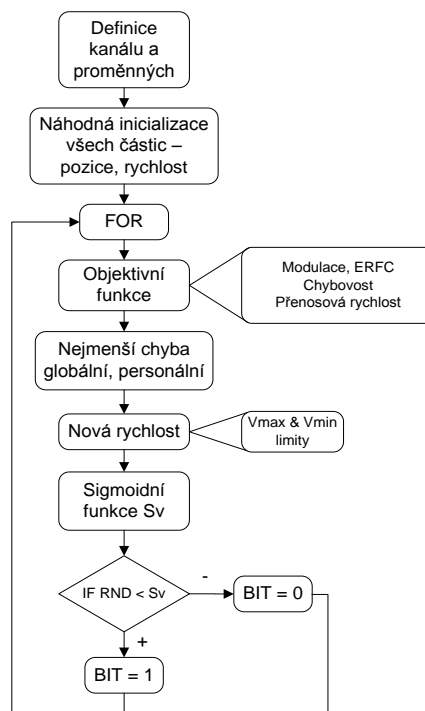 Definice
kanálu a
proměnných
Náhodná inicializace
všech částic –
pozice, rychlost
FOR
Objektivní
funkce
Modulace, ERFC
Chybovost
Přenosová rychlost
Nejmenší chyba
globální, personální
Nová rychlost
Vmax & Vmin
limity
Sigmoidní
funkce Sv
IF RND < Sv
-
BIT = 0
+
BIT = 1